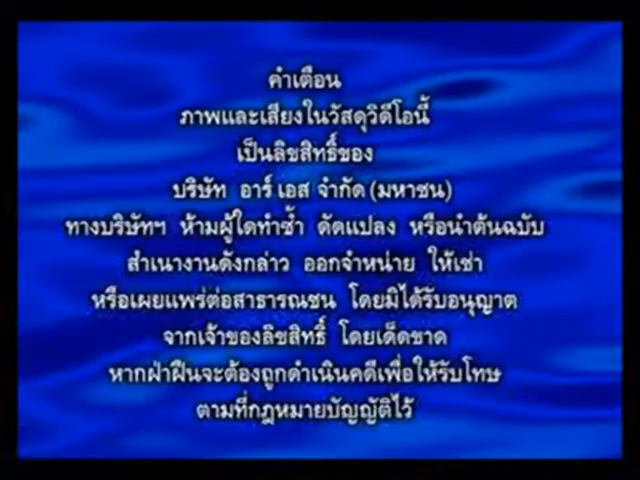 คำเตือน
ภาพและเสียงในวัสดุวิดีโอนี้
เป็นลิขสิทธิ์ของ
บริษัท อาร์ เอส จำกัด (มหาชน)
ทางบริษัทฯ ห้ามผู้ใดทำซ้ำ ดัดแปลง หรือนำต้นฉบับ
สำเนางานดังกล่าว ออกจำหน่าย ให้เช่า
หรือเผยแพร่ต่อสาธารณชน โดยมิได้รับอนุญาต
จากเจ้าของลิขสิทธิ์ โดยเด็ดขาด
หากฝ่าฝืนจะต้องถูกดำเนินคดีเพื่อให้รับโทษ
ตามที่กฎหมายบัญญัติไว้